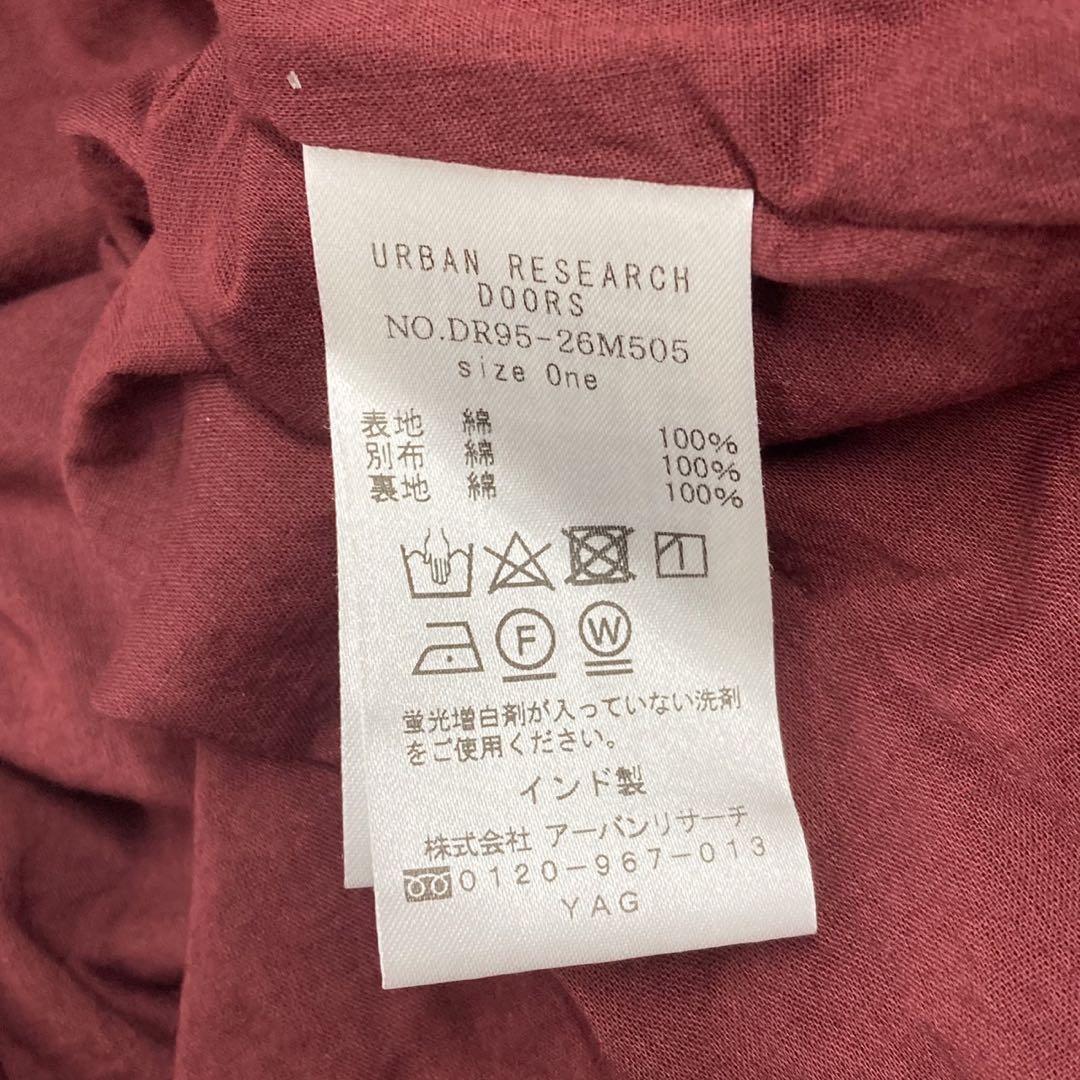 URBAN RESEARCH
DOORS
NO.DR95-26M505
size One
表地 綿 100%
別布 綿 100%
裏地 綿 100%
F W
蛍光増白剤が入っていない洗剤
をご使用ください。
インド製
株式会社 アーバンリサーチ
0120-967-013
YAG